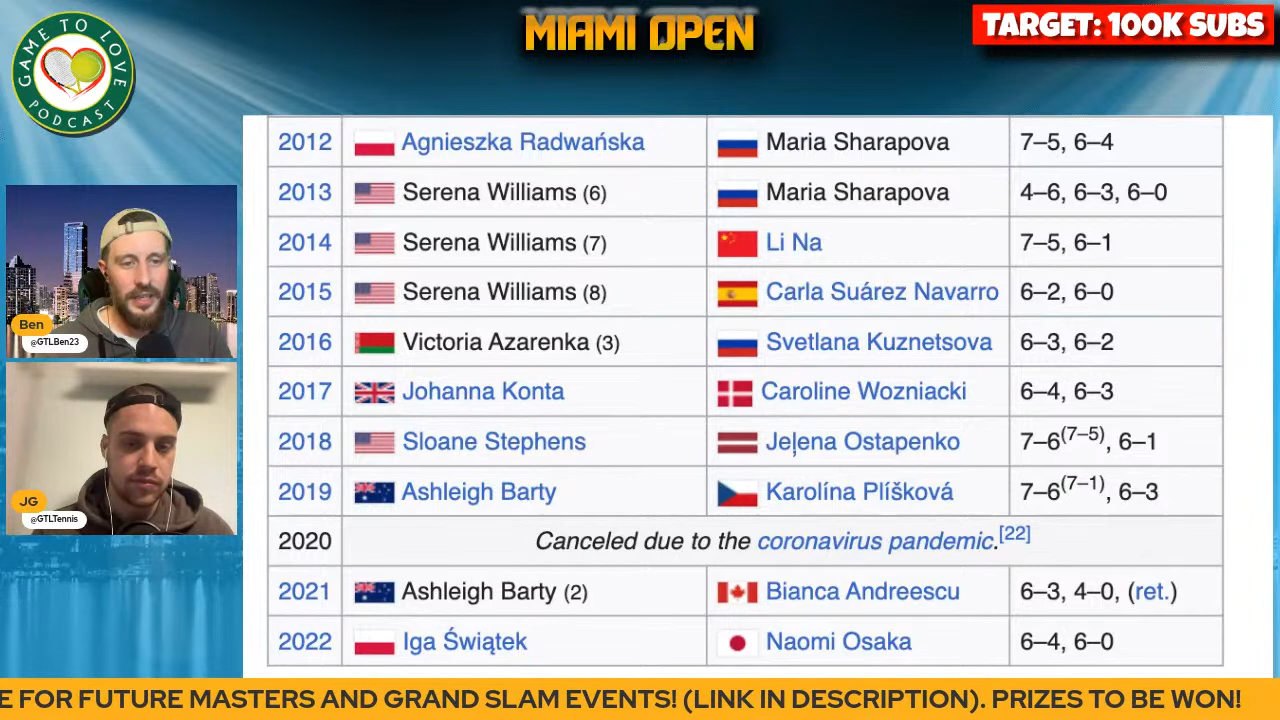 GAME TO LOVE
PODCAST
MIAMI OPEN
TARGET: 100K SUBS
2012 Agnieszka Radwańska Maria Sharapova 7–5, 6–4
2013 Serena Williams (6) Maria Sharapova 4–6, 6–3, 6–0
2014 Serena Williams (7) Li Na 7–5, 6–1
2015 Serena Williams (8) Carla Suárez Navarro 6–2, 6–0
2016 Victoria Azarenka (3) Svetlana Kuznetsova 6–3, 6–2
2017 Johanna Konta Caroline Wozniacki 6–4, 6–3
2018 Sloane Stephens Jeļena Ostapenko 7–6(7–5), 6–1
2019 Ashleigh Barty Karolína Plíšková 7–6(7–1), 6–3
2020 Canceled due to the coronavirus pandemic.[22]
2021 Ashleigh Barty (2) Bianca Andreescu 6–3, 4–0, (ret.)
2022 Iga Świątek Naomi Osaka 6–4, 6–0
Ben
@GTLBen23
JG
@GTLTennis
E FOR FUTURE MASTERS AND GRAND SLAM EVENTS! (LINK IN DESCRIPTION). PRIZES TO BE WON!